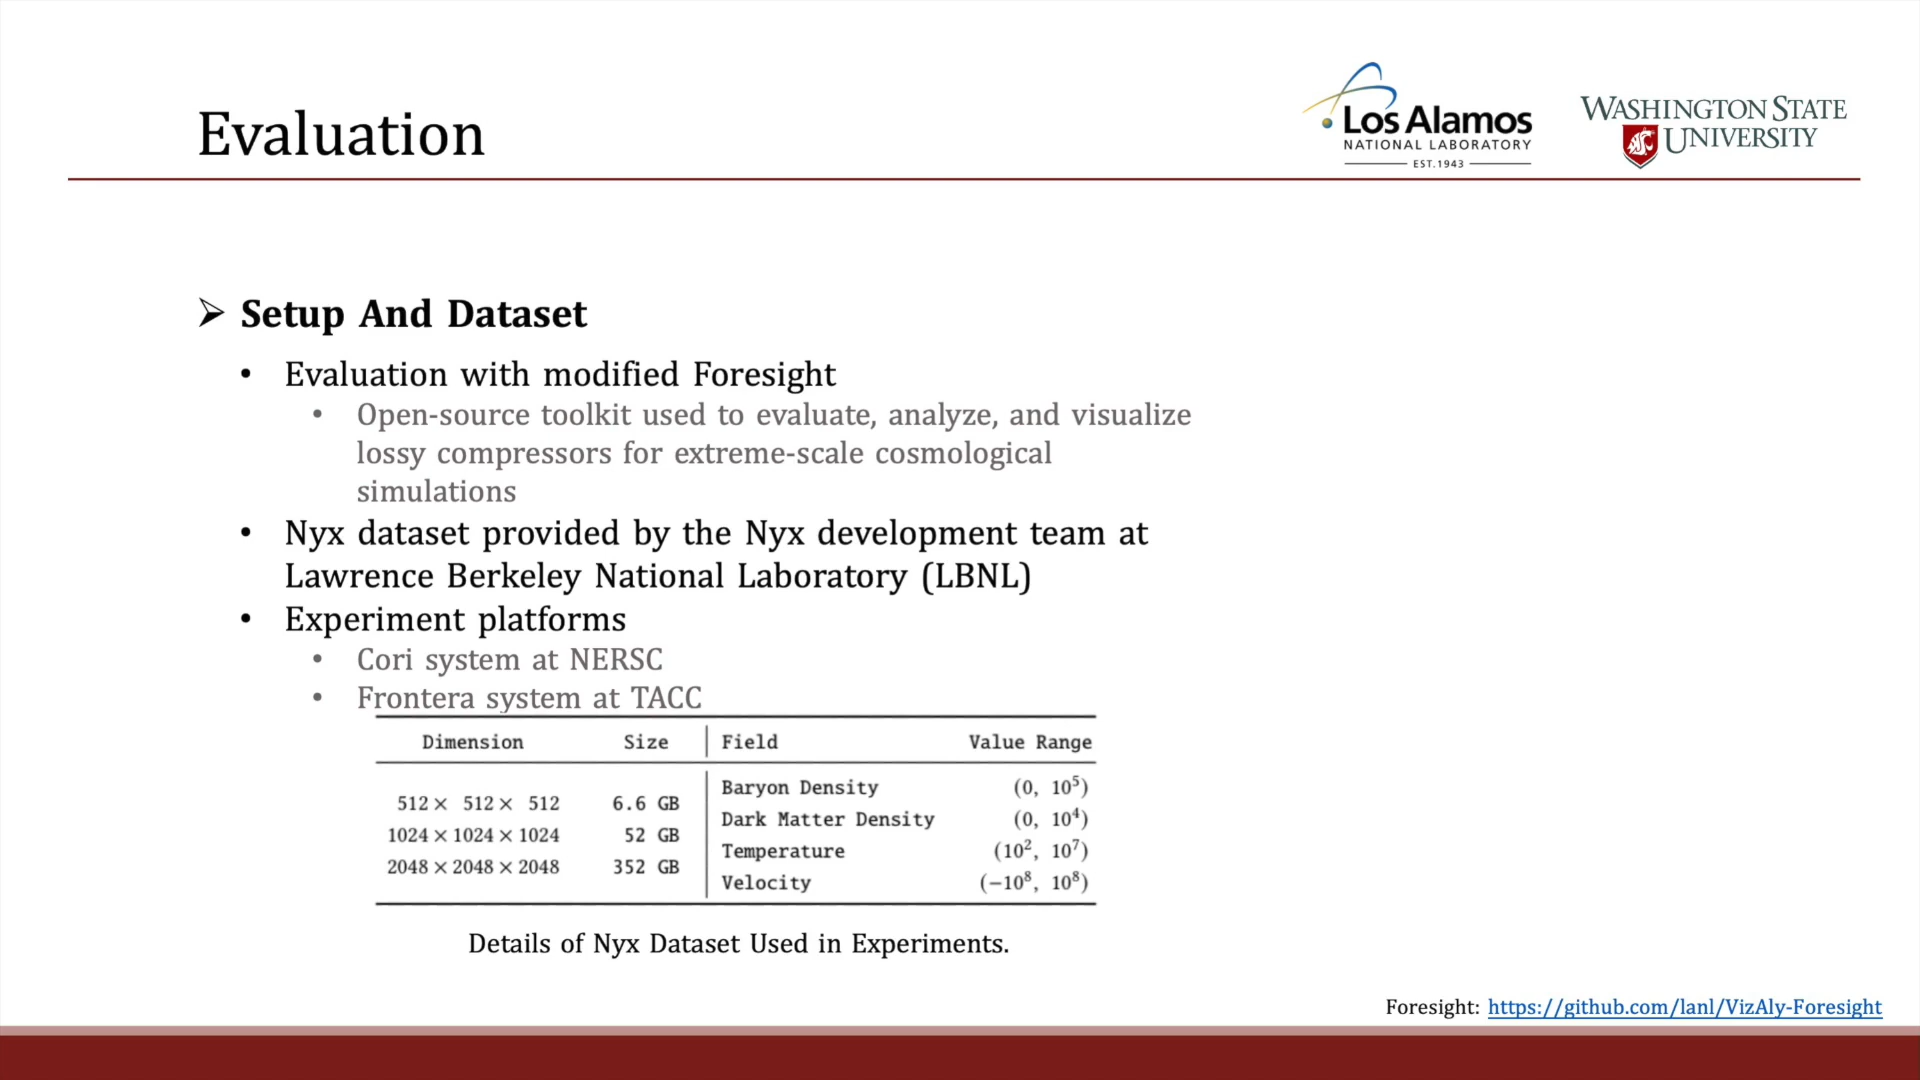 Evaluation
Los Alamos
NATIONAL LABORATORY
EST.1943
WASHINGTON STATE
UNIVERSITY
➢ Setup And Dataset
• Evaluation with modified Foresight
• Open-source toolkit used to evaluate, analyze, and visualize
lossy compressors for extreme-scale cosmological
simulations
• Nyx dataset provided by the Nyx development team at
Lawrence Berkeley National Laboratory (LBNL)
• Experiment platforms
• Cori system at NERSC
• Frontera system at TACC
Dimension Size Field Value Range
512 × 512 × 512 6.6 GB
1024 × 1024 × 1024 52 GB
2048 × 2048 × 2048 352 GB
Baryon Density (0, 10⁵)
Dark Matter Density (0, 10⁴)
Temperature (10², 10⁷)
Velocity (−10⁸, 10⁸)
Details of Nyx Dataset Used in Experiments.
Foresight: https://github.com/lanl/VizAly-Foresight